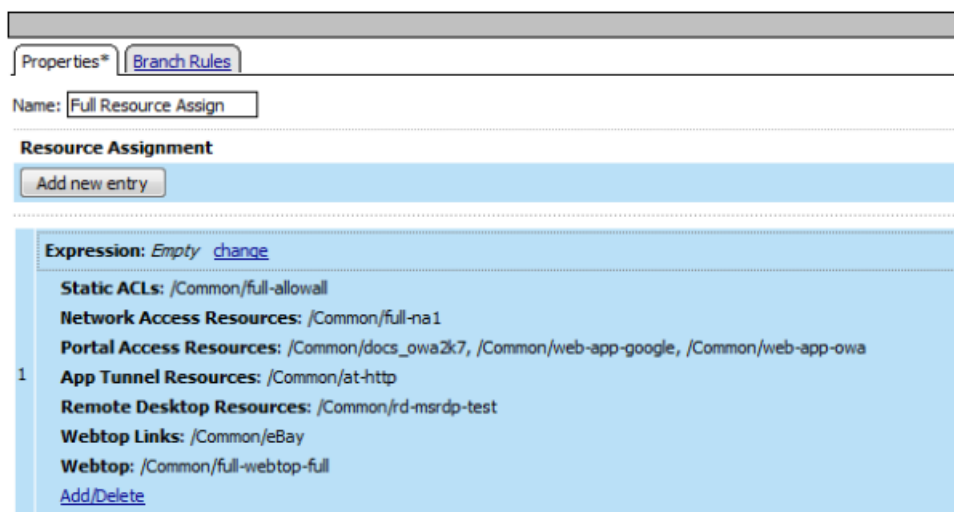 Properties* Branch Rules
Name: Full Resource Assign
Resource Assignment
Add new entry
Expression: Empty change
Static ACLs: /Common/full-allowall
Network Access Resources: /Common/full-na1
Portal Access Resources: /Common/docs_owa2k7, /Common/web-app-google, /Common/web-app-owa
1 App Tunnel Resources: /Common/at-http
Remote Desktop Resources: /Common/rd-msrdp-test
Webtop Links: /Common/eBay
Webtop: /Common/full-webtop-full
Add/Delete